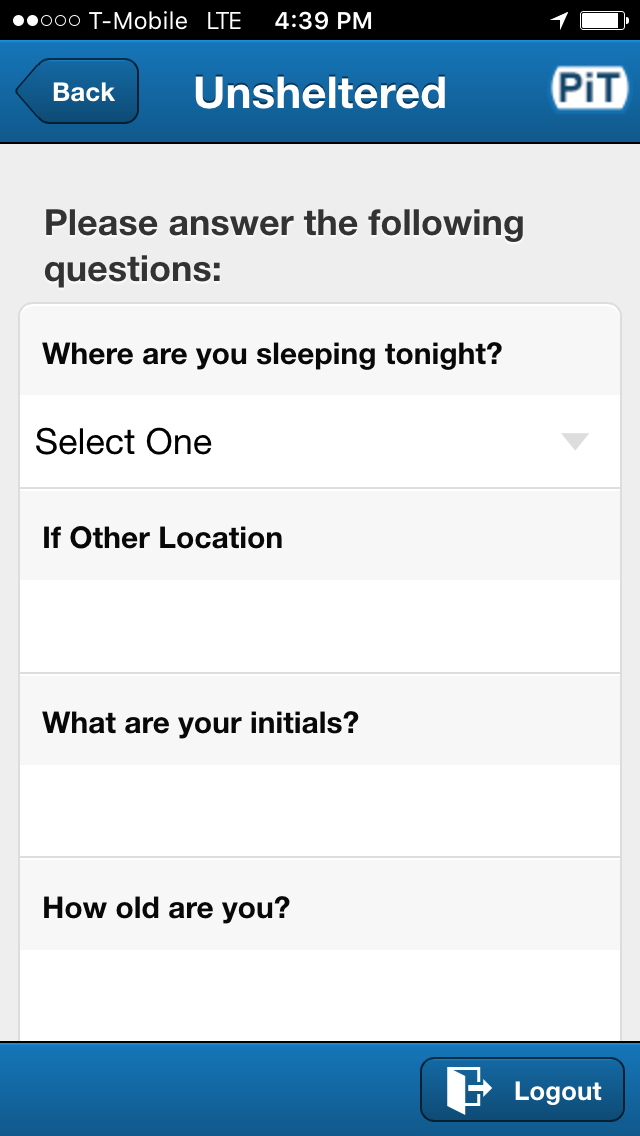 T-Mobile LTE 4:39 PM
Back
Unsheltered
PiT
Please answer the following
questions:
Where are you sleeping tonight?
Select One
If Other Location
What are your initials?
How old are you?
Logout